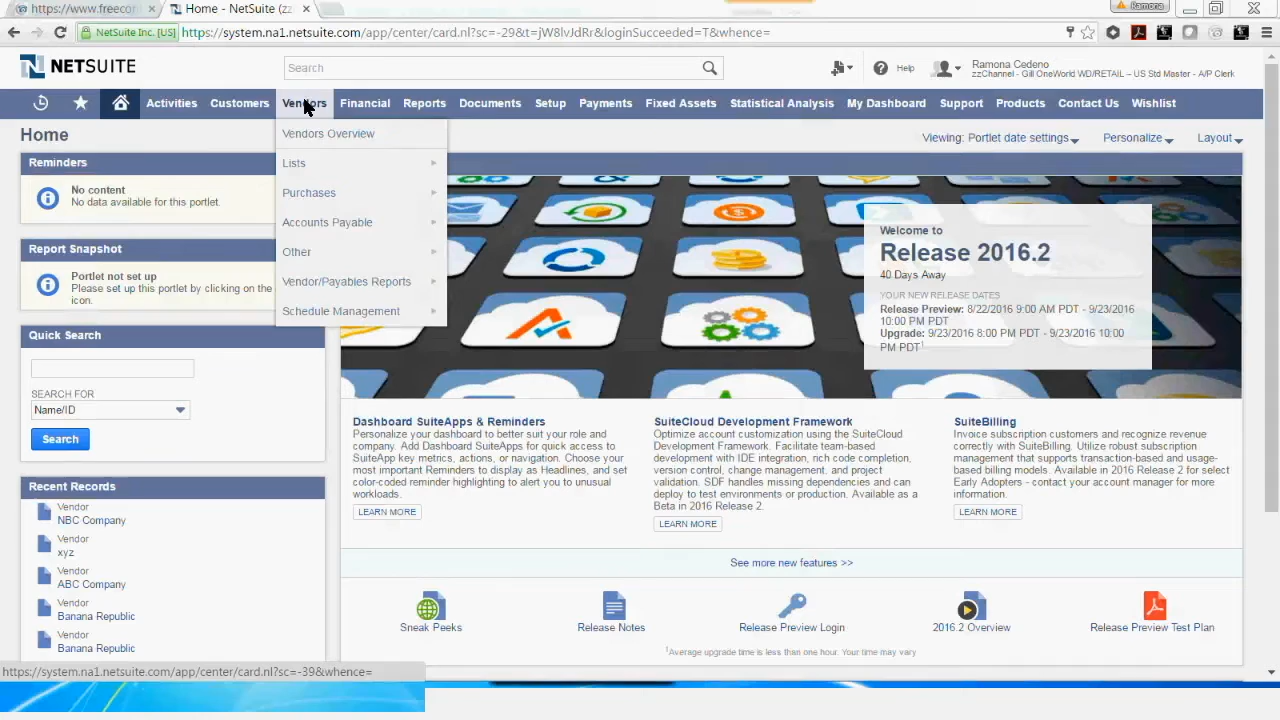 https://www.freecor
Home - NetSuite (zz
Ramona
NetSuite Inc. [US]
https://system.na1.netsuite.com/app/center/card.nl?sc=-29&t=jW8lvJdRr&loginSucceeded=T&whence=
NETSUITE
Search
Help
Ramona Cedeno
zzChannel - Gill OneWorld WD/RETAIL – US Std Master - A/P Clerk
Activities Customers Vendors Financial Reports Documents Setup Payments Fixed Assets Statistical Analysis My Dashboard Support Products Contact Us Wishlist
Home
Viewing: Portlet date settings
Personalize
Layout
Vendors Overview
Lists
Purchases
Accounts Payable
Other
Vendor/Payables Reports
Schedule Management
Reminders
No content
No data available for this portlet.
Report Snapshot
Portlet not set up
Please set up this portlet by clicking on the
icon.
Quick Search
SEARCH FOR
Name/ID
Search
Recent Records
Vendor
NBC Company
Vendor
xyz
Vendor
ABC Company
Vendor
Banana Republic
Vendor
Banana Republic
Welcome to
Release 2016.2
40 Days Away
YOUR NEW RELEASE DATES
Release Preview: 8/22/2016 9:00 AM PDT - 9/23/2016
10:00 PM PDT
Upgrade: 9/23/2016 8:00 PM PDT - 9/23/2016 10:00
PM PDT1
Dashboard SuiteApps & Reminders
Personalize your dashboard to better suit your role and
company. Add Dashboard SuiteApps for quick access to
SuiteApp key metrics, actions, or navigation. Choose your
most important Reminders to display as Headlines, and set
color-coded reminder highlighting to alert you to unusual
workloads.
LEARN MORE
SuiteCloud Development Framework
Optimize account customization using the SuiteCloud
Development Framework. Facilitate team-based
development with IDE integration, rich code completion,
version control, change management, and project
validation. SDF handles missing dependencies and can
deploy to test environments or production. Available as a
Beta in 2016 Release 2.
LEARN MORE
SuiteBilling
Invoice subscription customers and recognize revenue
correctly with SuiteBilling. Utilize robust subscription
management that supports transaction-based and usage-
based billing models. Available in 2016 Release 2 for select
Early Adopters - contact your account manager for more
information.
LEARN MORE
See more new features >>
Sneak Peeks
Release Notes
Release Preview Login
2016.2 Overview
Release Preview Test Plan
1Average upgrade time is less than one hour. Your time may vary
https://system.na1.netsuite.com/app/center/card.nl?sc=-39&whence=